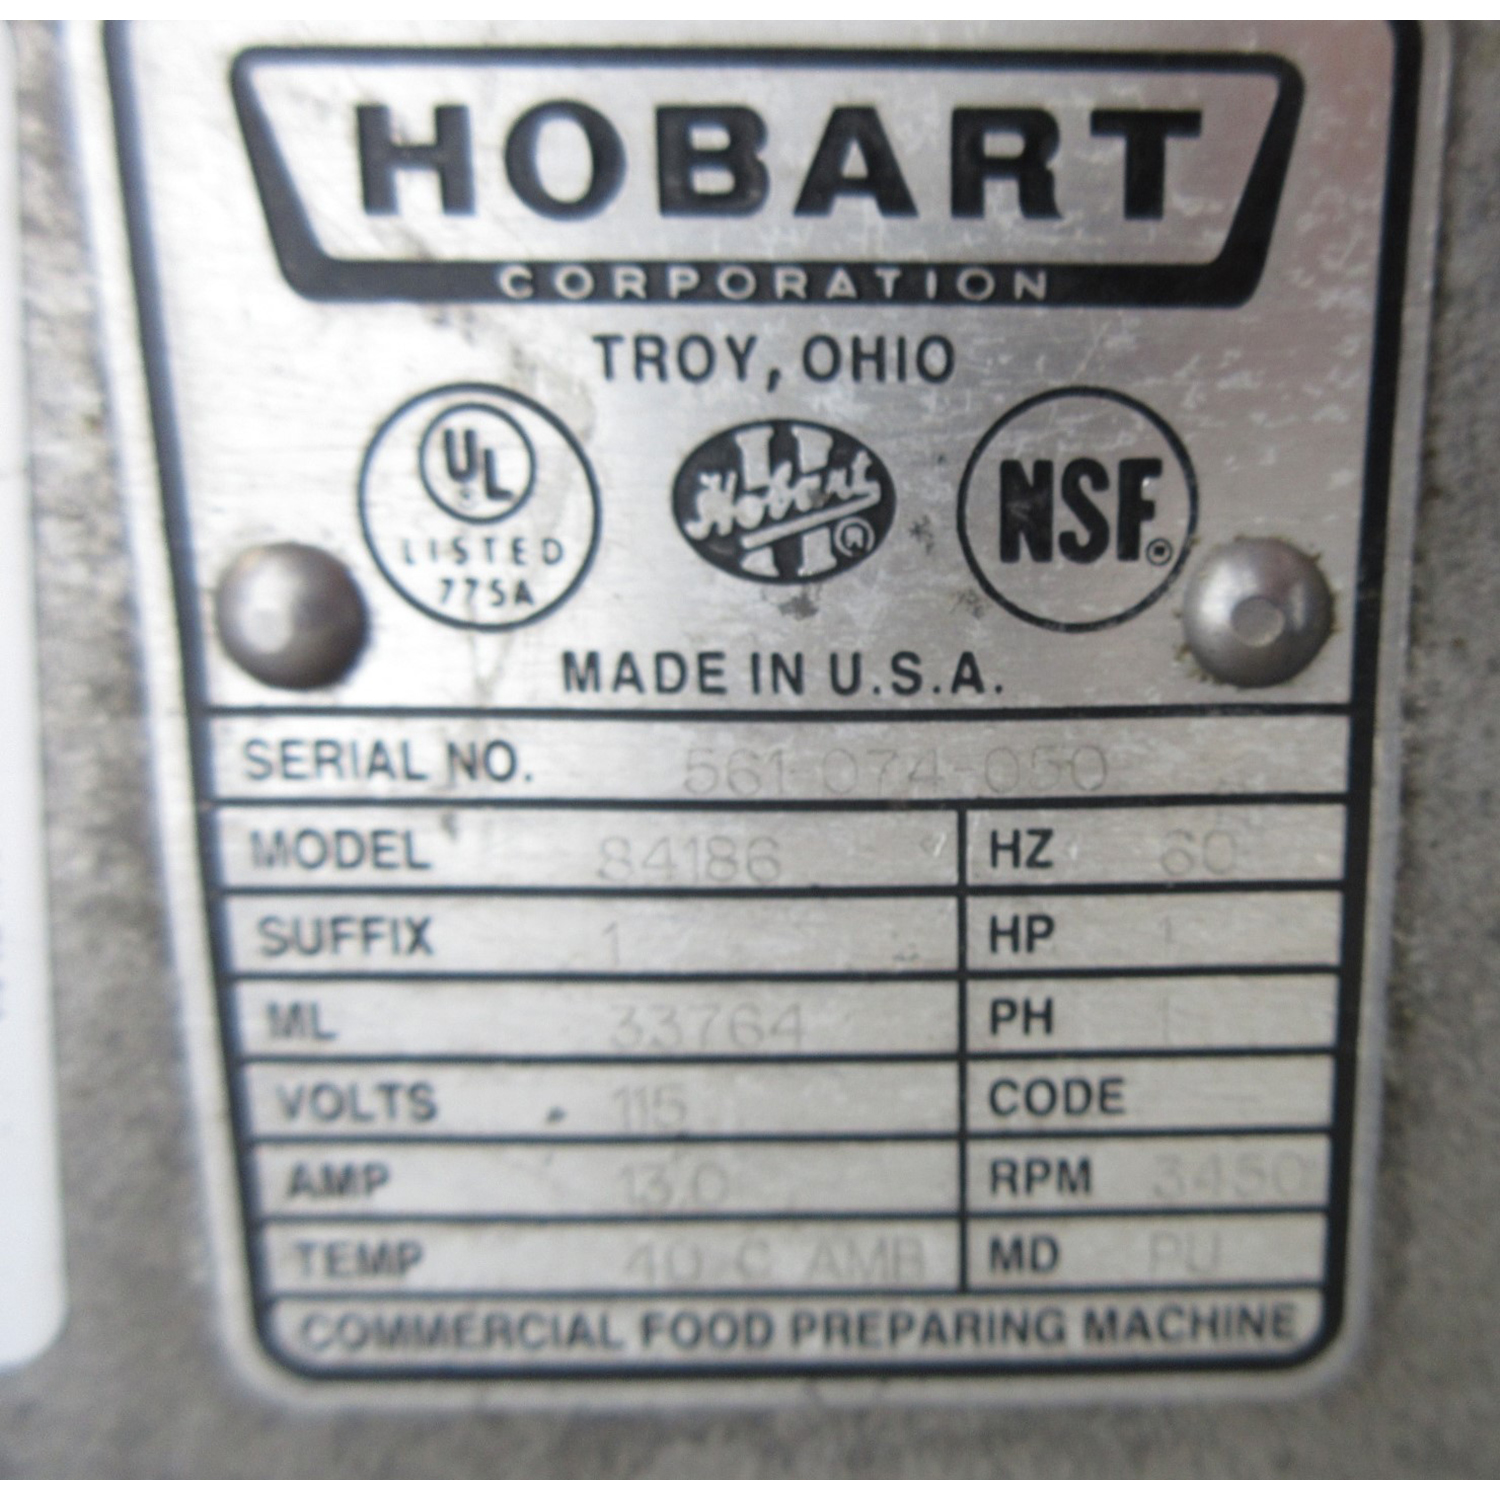 HOBART
CORPORATION
TROY, OHIO
UL
LISTED
775A
Hobart
®
NSF®
MADE IN U.S.A.
SERIAL NO. 561-074-050
MODEL 84186 HZ 60
SUFFIX 1 HP 1
ML 33764 PH 1
VOLTS 115 CODE
AMP 13.0 RPM 3450
TEMP 40 C AMB MD PU
COMMERCIAL FOOD PREPARING MACHINE